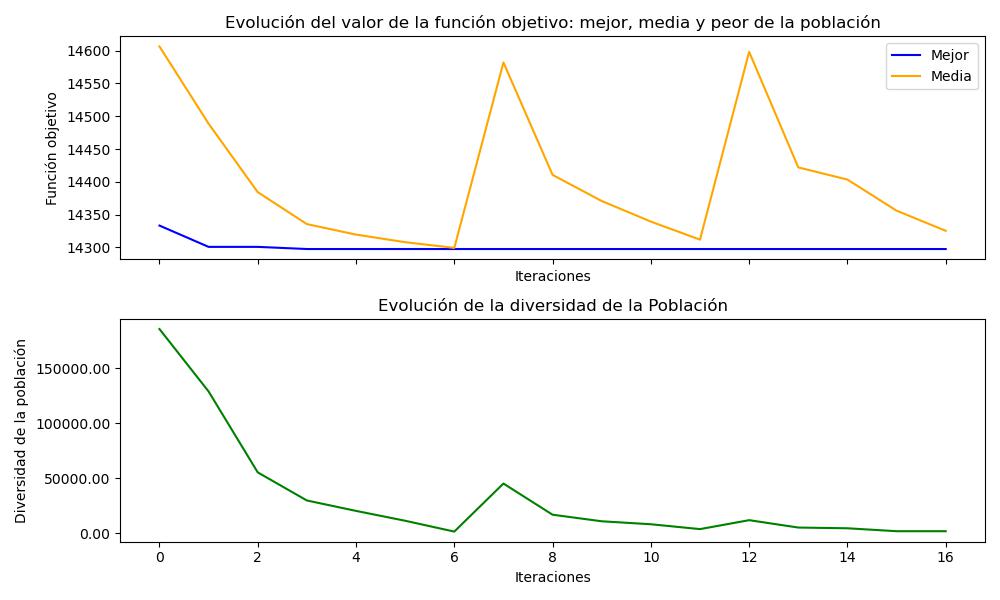 Evolución del valor de la función objetivo: mejor, media y peor de la población
14600
14550
14500
14450
14400
14350
14300
Función objetivo
Mejor
Media
Iteraciones
Evolución de la diversidad de la Población
150000.00
100000.00
50000.00
0.00
Diversidad de la población
0 2 4 6 8 10 12 14 16
Iteraciones